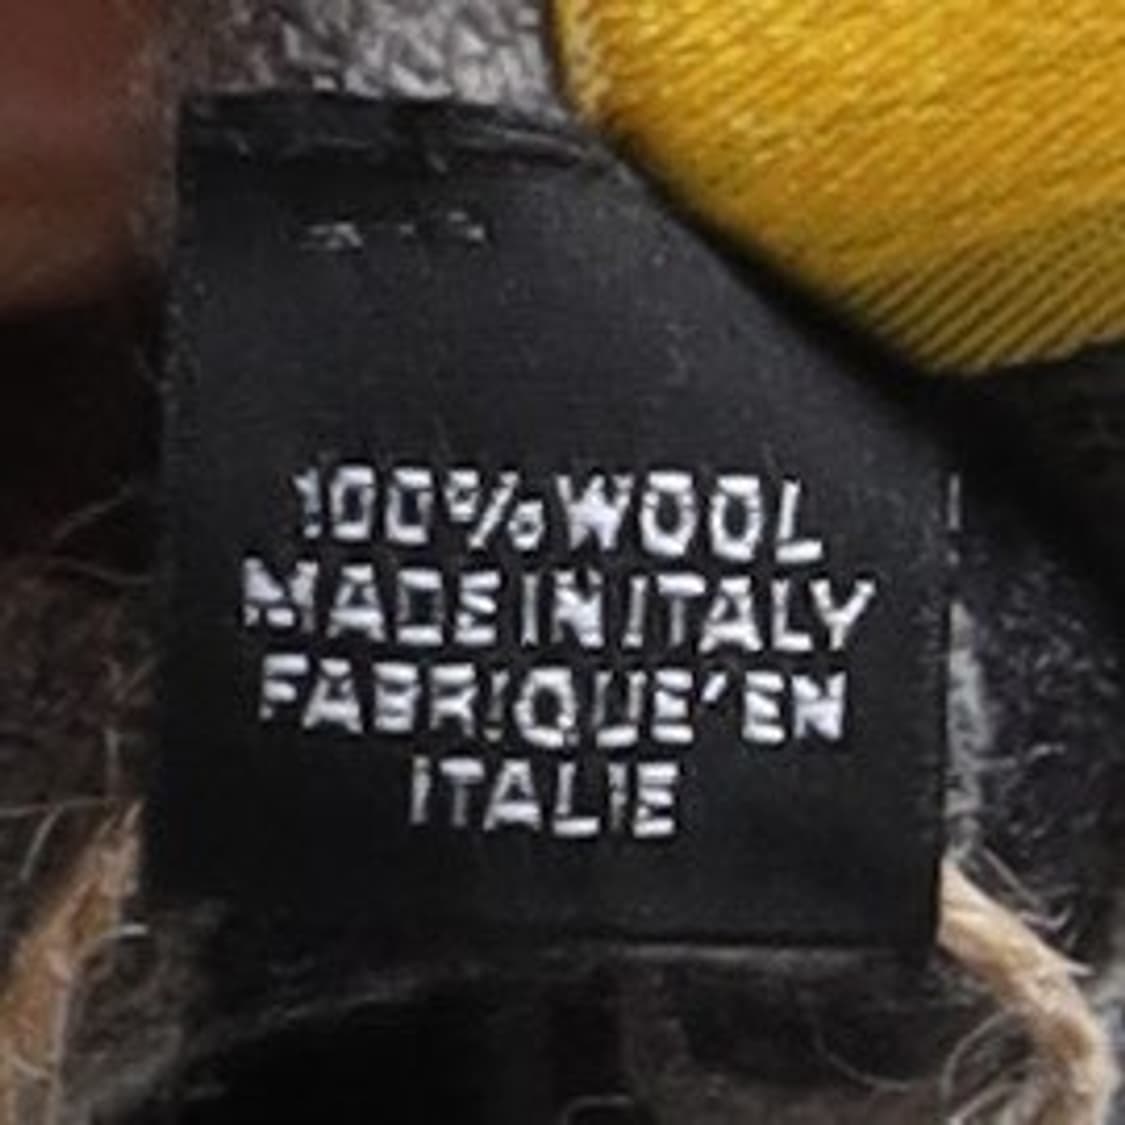 100% WOOL
MADE IN ITALY
FABRIQUE'EN
ITALIE